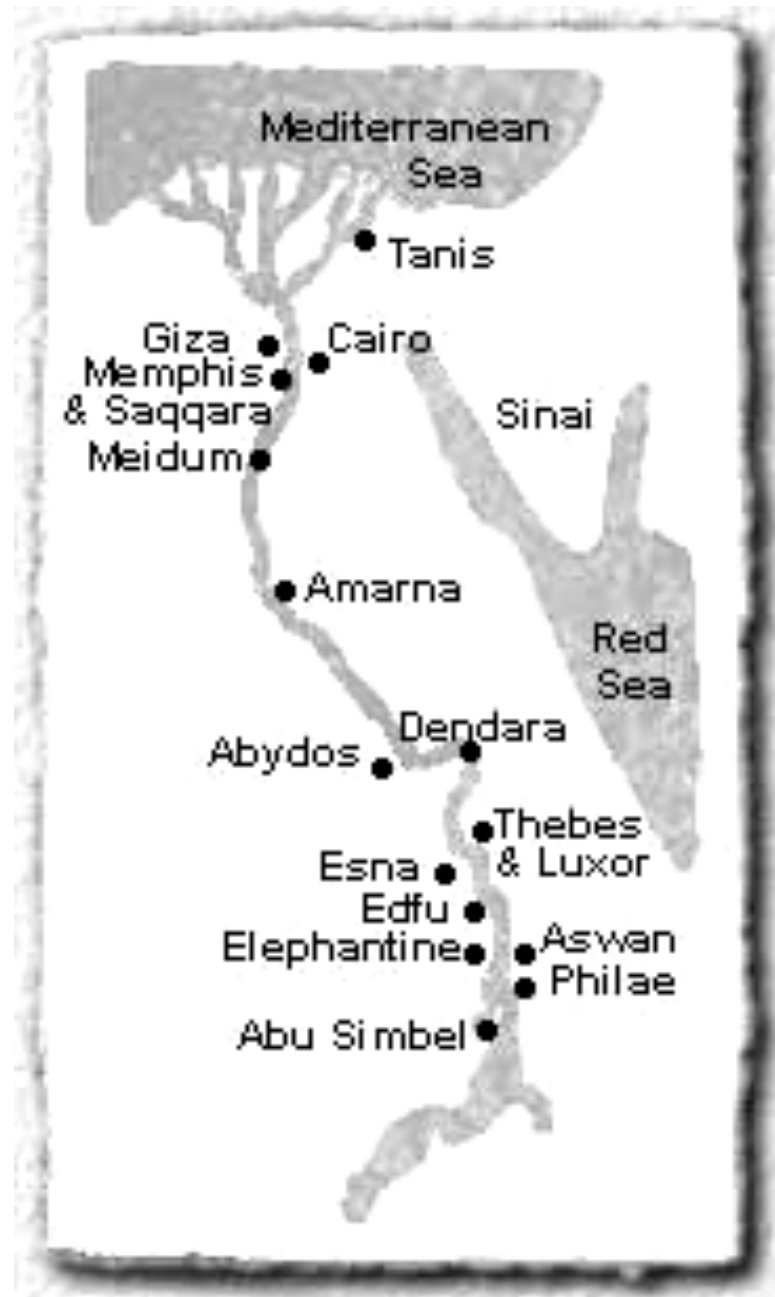 Mediterranean
Sea
Tanis
Giza
Cairo
Memphis
& Saqqara
Sinai
Meidum
Amarna
Red
Sea
Dendara
Abydos
Thebes
& Luxor
Esna
Edfu
Elephantine
Aswan
Philae
Abu Simbel